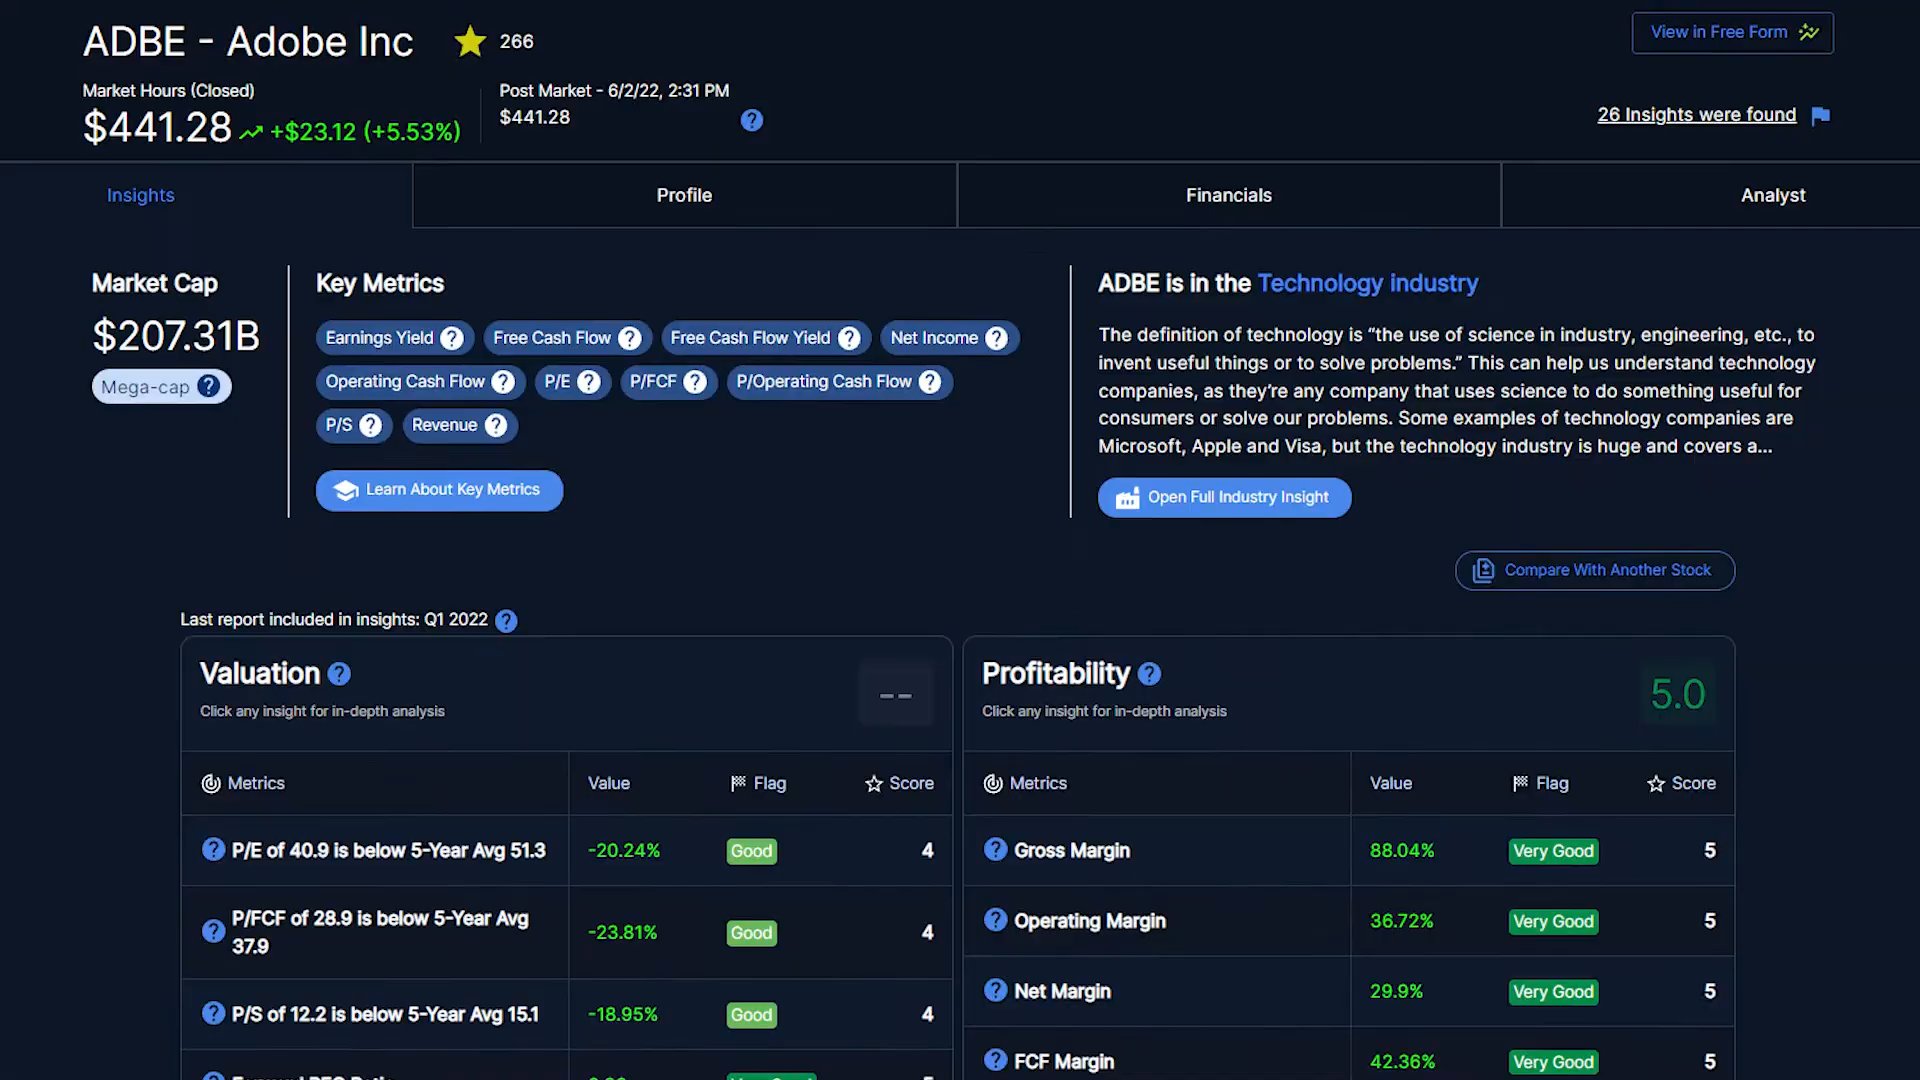 ADBE - Adobe Inc
266
View in Free Form
Market Hours (Closed)
$441.28 +$23.12 (+5.53%)
Post Market - 6/2/22, 2:31 PM
$441.28
?
26 Insights were found
Insights
Profile
Financials
Analyst
Market Cap
$207.31B
Mega-cap ?
Key Metrics
Earnings Yield ? Free Cash Flow ? Free Cash Flow Yield ? Net Income ?
Operating Cash Flow ? P/E ? P/FCF ? P/Operating Cash Flow ?
P/S ? Revenue ?
Learn About Key Metrics
ADBE is in the Technology industry
The definition of technology is “the use of science in industry, engineering, etc., to
invent useful things or to solve problems.” This can help us understand technology
companies, as they’re any company that uses science to do something useful for
consumers or solve our problems. Some examples of technology companies are
Microsoft, Apple and Visa, but the technology industry is huge and covers a...
Open Full Industry Insight
Compare With Another Stock
Last report included in insights: Q1 2022 ?
Valuation ?
--
Click any insight for in-depth analysis
Metrics Value Flag Score
? P/E of 40.9 is below 5-Year Avg 51.3 -20.24% Good 4
? P/FCF of 28.9 is below 5-Year Avg
37.9 -23.81% Good 4
? P/S of 12.2 is below 5-Year Avg 15.1 -18.95% Good 4
Profitability ?
5.0
Click any insight for in-depth analysis
Metrics Value Flag Score
? Gross Margin 88.04% Very Good 5
? Operating Margin 36.72% Very Good 5
? Net Margin 29.9% Very Good 5
? FCF Margin 42.36% Very Good 5